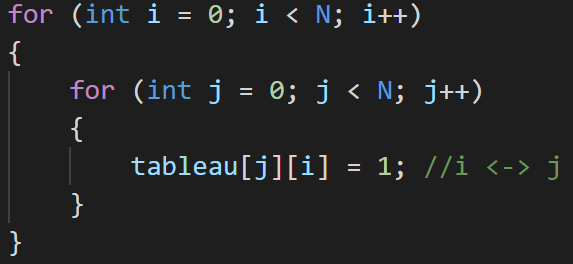 for (int i = 0; i < N; i++)
{
    for (int j = 0; j < N; j++)
    {
        tableau[j][i] = 1; //i <-> j
    }
}